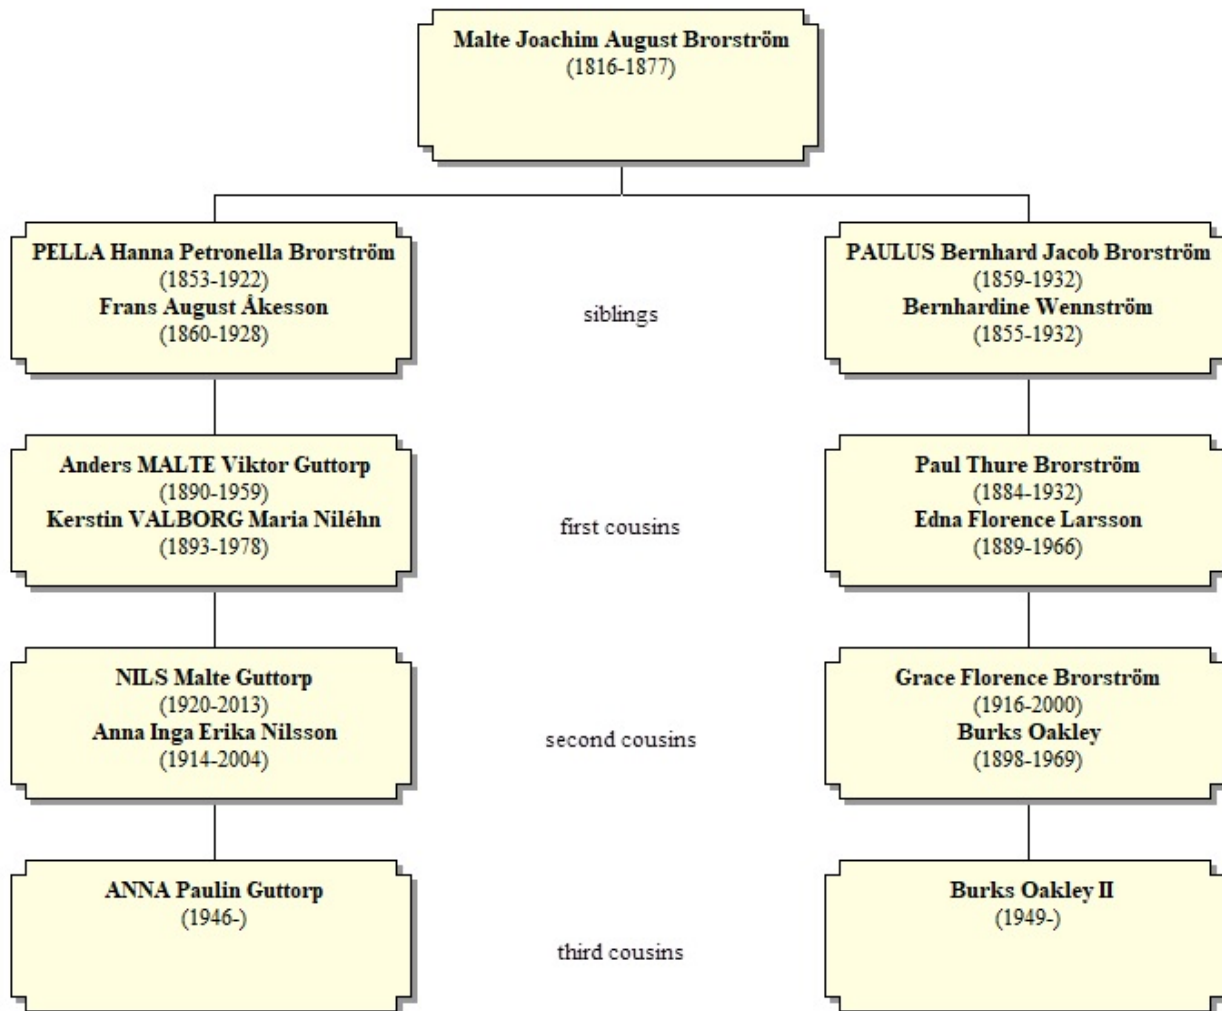 Malte Joachim August Brorström
(1816-1877)
PELLA Hanna Petronella Brorström
(1853-1922)
Frans August Åkesson
(1860-1928)
siblings
PAULUS Bernhard Jacob Brorström
(1859-1932)
Bernhardine Wennström
(1855-1932)
Anders MALTE Viktor Guttorp
(1890-1959)
Kerstin VALBORG Maria Niléhn
(1893-1978)
first cousins
Paul Thure Brorström
(1884-1932)
Edna Florence Larsson
(1889-1966)
NILS Malte Guttorp
(1920-2013)
Anna Inga Erika Nilsson
(1914-2004)
second cousins
Grace Florence Brorström
(1916-2000)
Burks Oakley
(1898-1969)
ANNA Paulin Guttorp
(1946-)
third cousins
Burks Oakley II
(1949-)